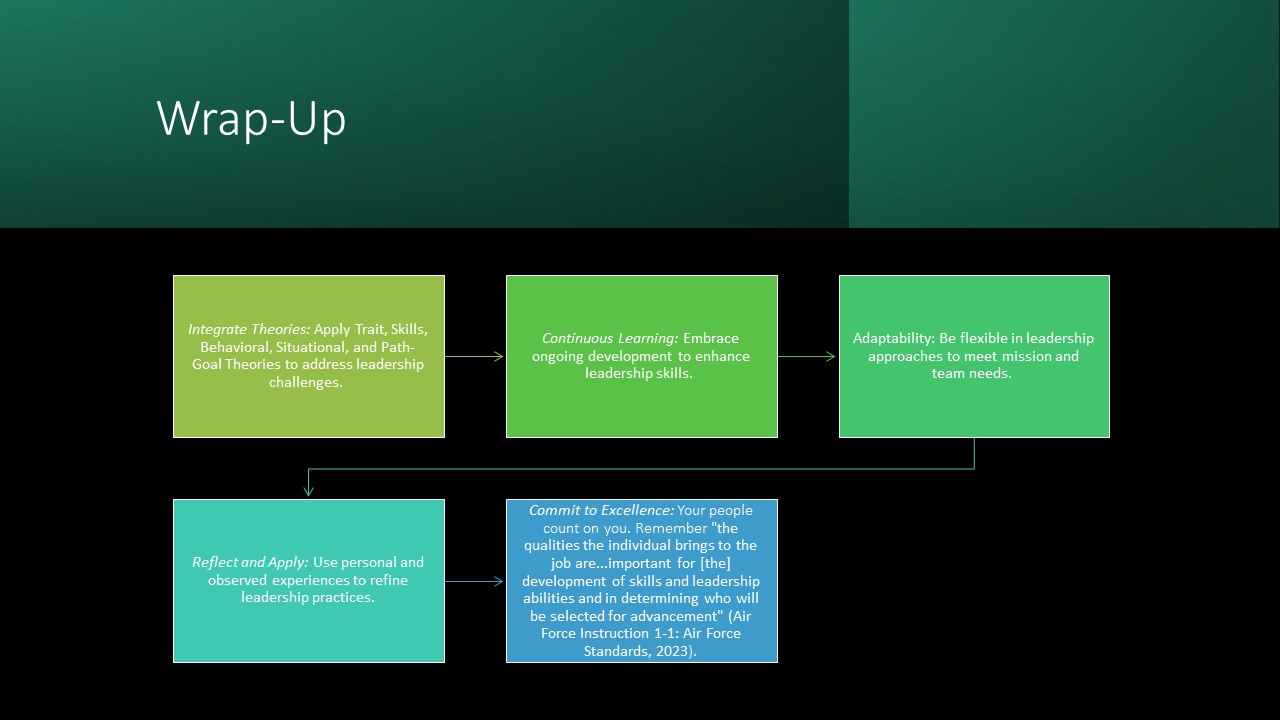 Wrap-Up
Integrate Theories: Apply Trait, Skills,
Behavioral, Situational, and Path-
Goal Theories to address leadership
challenges.
Continuous Learning: Embrace
ongoing development to enhance
leadership skills.
Adaptability: Be flexible in leadership
approaches to meet mission and
team needs.
Reflect and Apply: Use personal and
observed experiences to refine
leadership practices.
Commit to Excellence: Your people
count on you. Remember "the
qualities the individual brings to the
job are...important for [the]
development of skills and leadership
abilities and in determining who will
be selected for advancement" (Air
Force Instruction 1-1: Air Force
Standards, 2023).